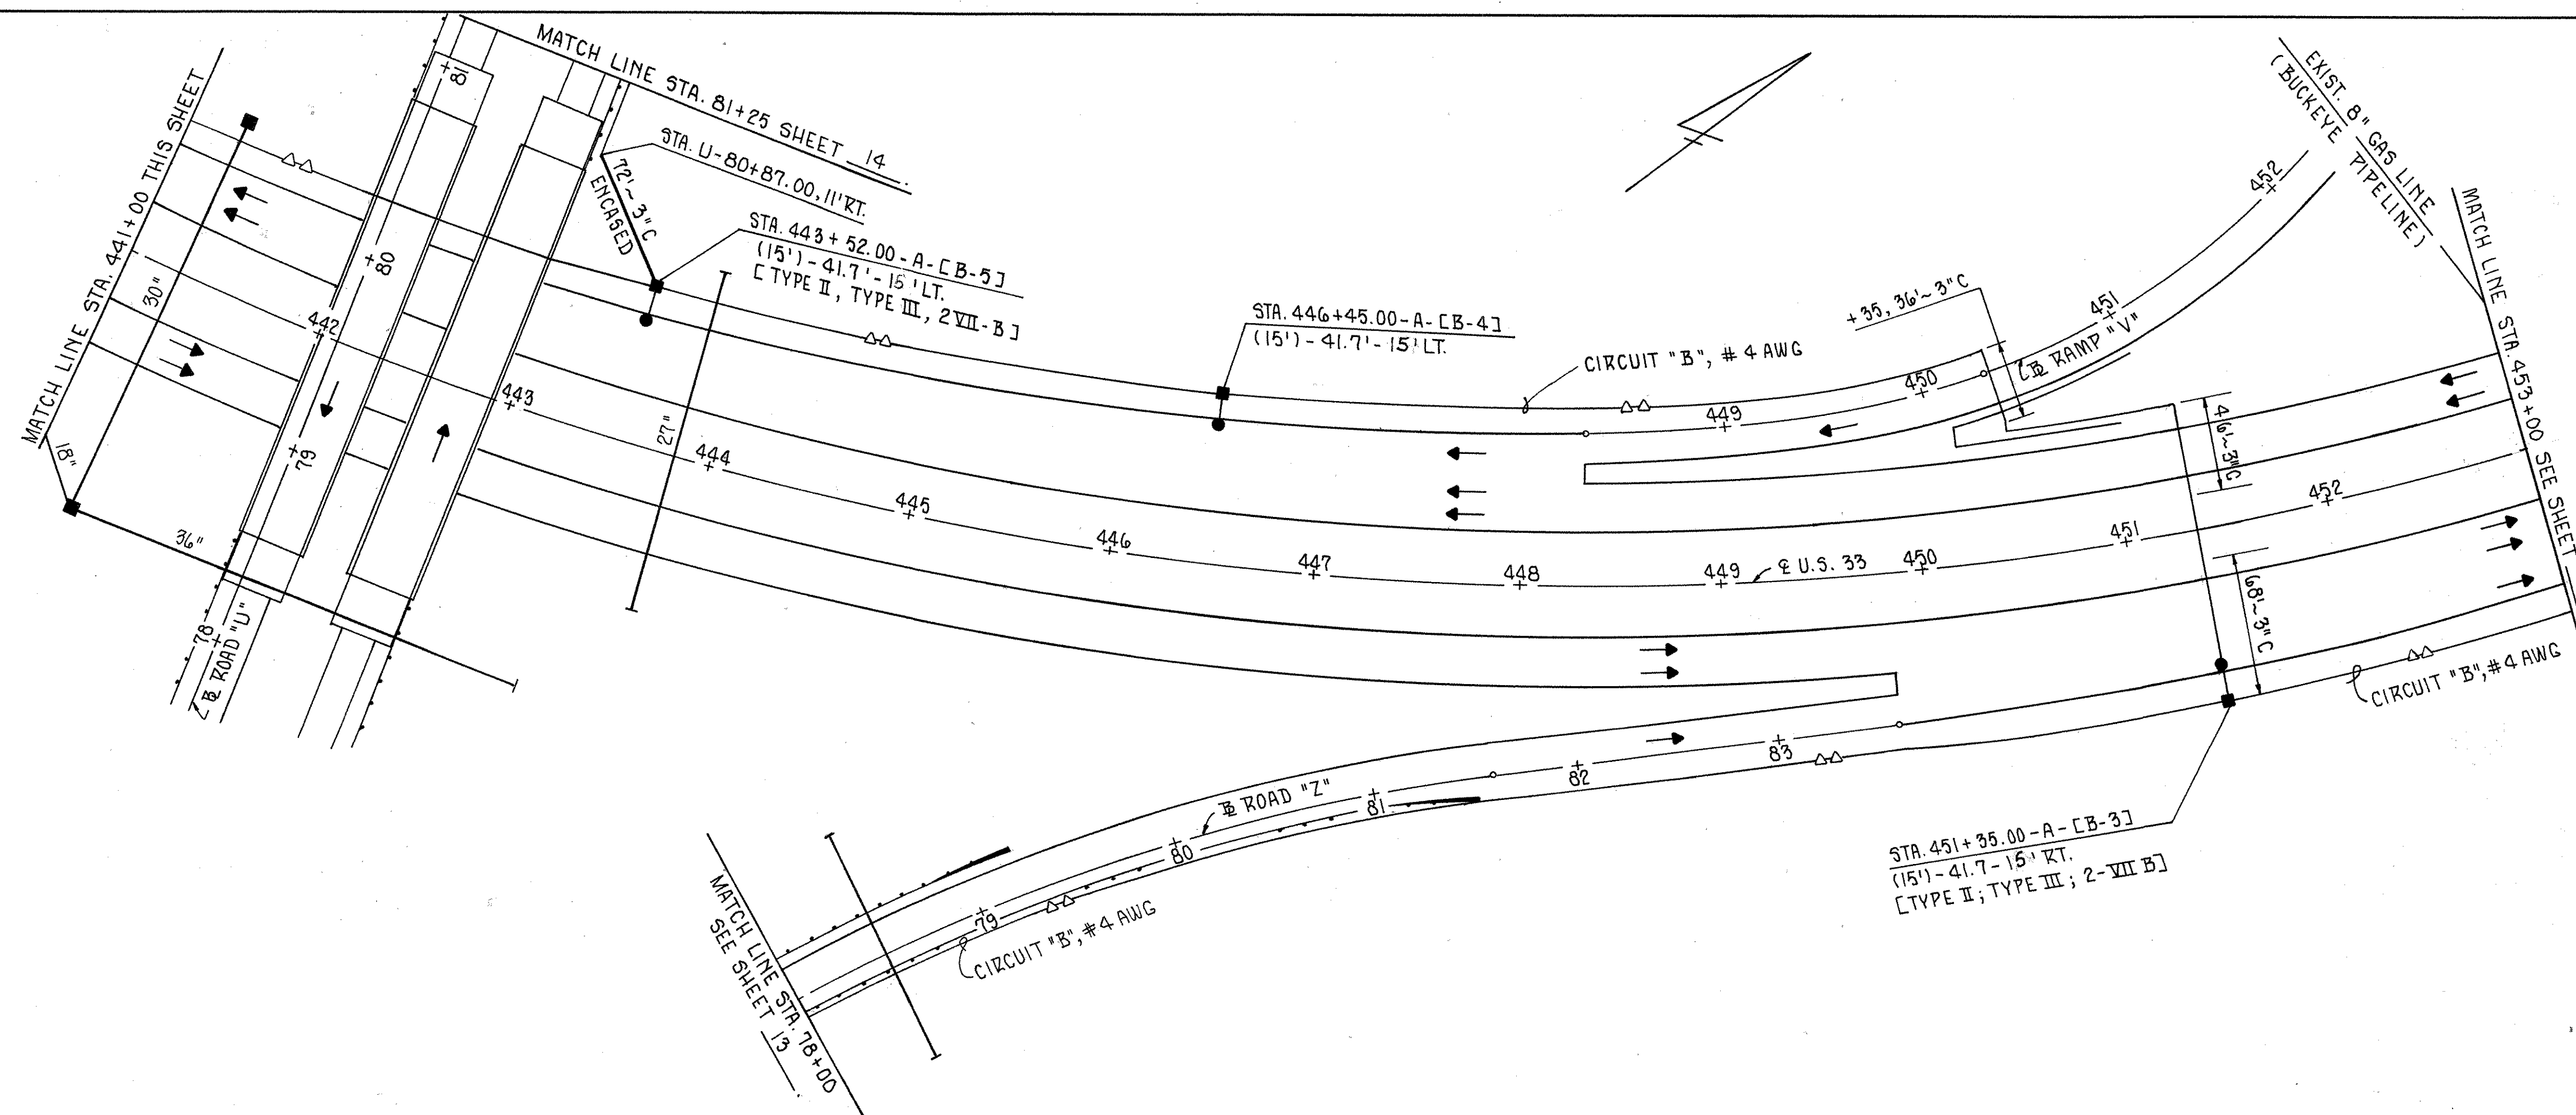 MATCH LINE STA. 441+00 THIS SHEET
18"
30"
36"
81
80
79
78
℄ ROAD "U"
MATCH LINE STA. 81+25 SHEET 14.
STA. U-80+87.00, 11' RT.
72'~3"C
ENCASED
STA. 443+52.00-A-[B-5]
(15')-41.7'-15' LT.
[TYPE II, TYPE III, 2 VII-B]
27"
STA. 446+45.00-A-[B-4]
(15')-41.7'-15' LT.
CIRCUIT "B", #4 AWG
+35, 36'~3"C
℄ RAMP "V"
449
450
451
452
EXIST. 8" GAS LINE
(BUCKEYE PIPELINE)
MATCH LINE STA. 453+00 SEE SHEET
46'~3"C
68'~3"C
442
443
444
445
446
447
448
449
℄ U.S. 33
450
451
452
CIRCUIT "B", #4 AWG
STA. 451+35.00-A-[B-3]
(15')-41.7-15' RT.
[TYPE II; TYPE III; 2-VII B]
℄ ROAD "Z"
79
80
81
82
83
CIRCUIT "B", #4 AWG
MATCH LINE STA. 78+00
SEE SHEET 13.